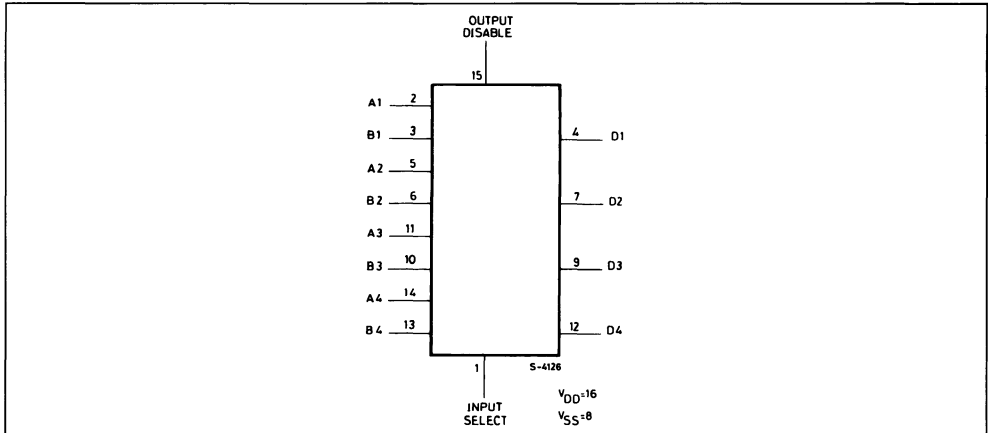 OUTPUT
DISABLE
15
A1 2
B1 3
4 D1
A2 5
B2 6
7 D2
A3 11
B3 10
9 D3
A4 14
B4 13
12 D4
1
S-4126
INPUT
SELECT
VDD=16
VSS=8